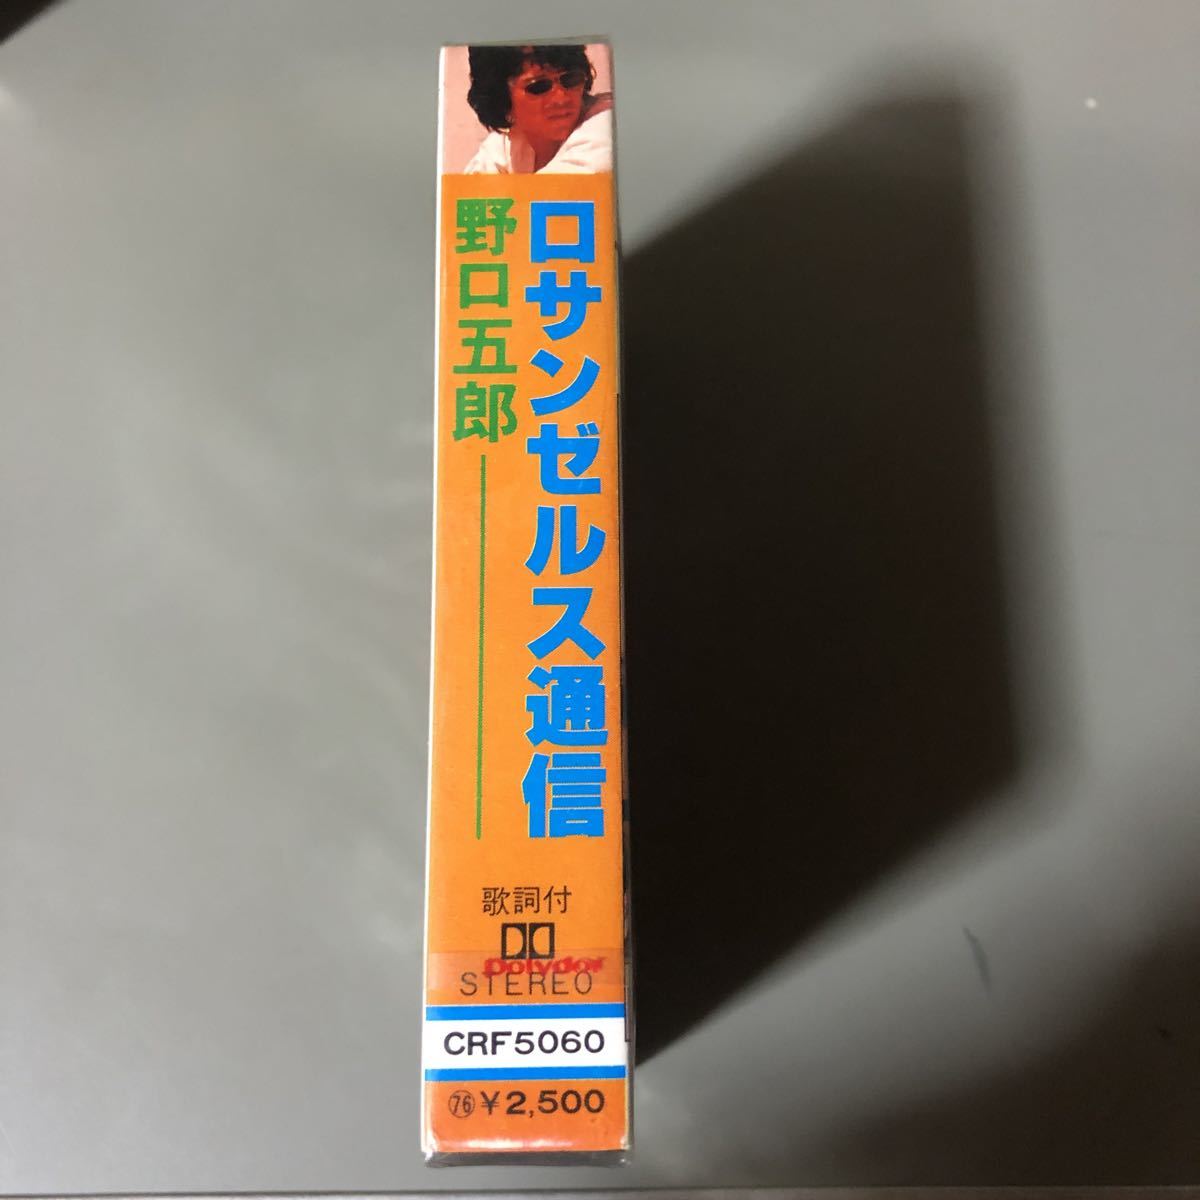 ロサンゼルス通信
野口五郎
歌詞付
Polydor
STEREO
CRF5060
76 ¥2,500